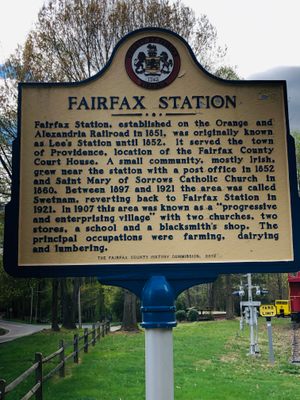 1742
FAIRFAX STATION
Fairfax Station, established on the Orange and
Alexandria Railroad in 1851, was originally known
as Lee's Station until 1852. It served the town
of Providence, location of the Fairfax County
Court House. A small community, mostly Irish,
grew near the station with a post office in 1852
and Saint Mary of Sorrows Catholic Church in
1860. Between 1897 and 1921 the area was called
Swetnam, reverting back to Fairfax Station in
1921. In 1907 this area was known as a "progressive
and enterprising village" with two churches, two
stores, a school and a blacksmith's shop. The
principal occupations were farming, dairying
and lumbering.
THE FAIRFAX COUNTY HISTORY COMMISSION, 2012
YARD
LIMIT